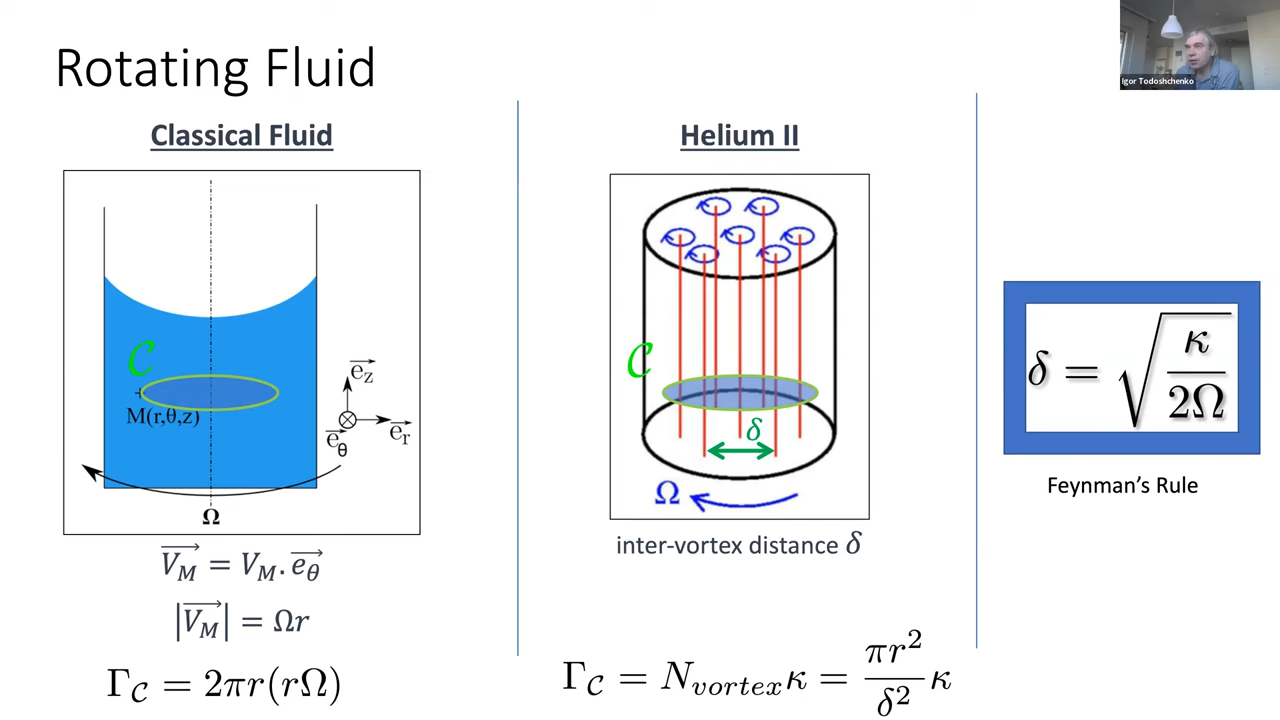 Rotating Fluid
Igor Todoshchenko
Classical Fluid
𝒞
M(r,θ,z)
e_z
e_r
e_θ
Ω
V_M = V_M . e_θ
|V_M| = Ωr
Γ_𝒞 = 2πr(rΩ)
Helium II
𝒞
δ
Ω
inter-vortex distance δ
Γ_𝒞 = N_vortex κ = πr²/δ² κ
δ = √(κ/2Ω)
Feynman’s Rule